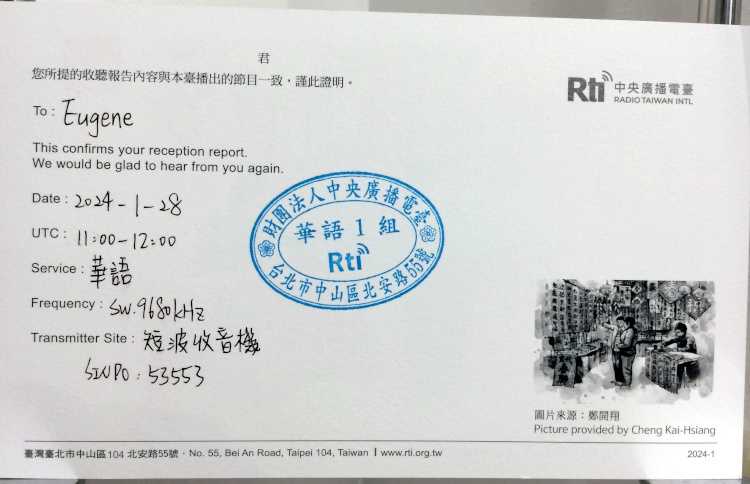 君
您所提的收聽報告內容與本臺播出的節目一致，謹此證明。
Rti 中央廣播電臺
RADIO TAIWAN INTL
To : Eugene
This confirms your reception report.
We would be glad to hear from you again.
Date : 2024-1-28
UTC : 11:00-12:00
Service : 華語
Frequency : SW.9680kHz
Transmitter Site : 短波收音機
SINPO : 53553
財團法人中央廣播電臺
華語1組
Rti
台北市中山區北安路55號
圖片來源：鄭開翔
Picture provided by Cheng Kai-Hsiang
臺灣臺北市中山區104 北安路55號 · No. 55, Bei An Road, Taipei 104, Taiwan I www.rti.org.tw
2024-1